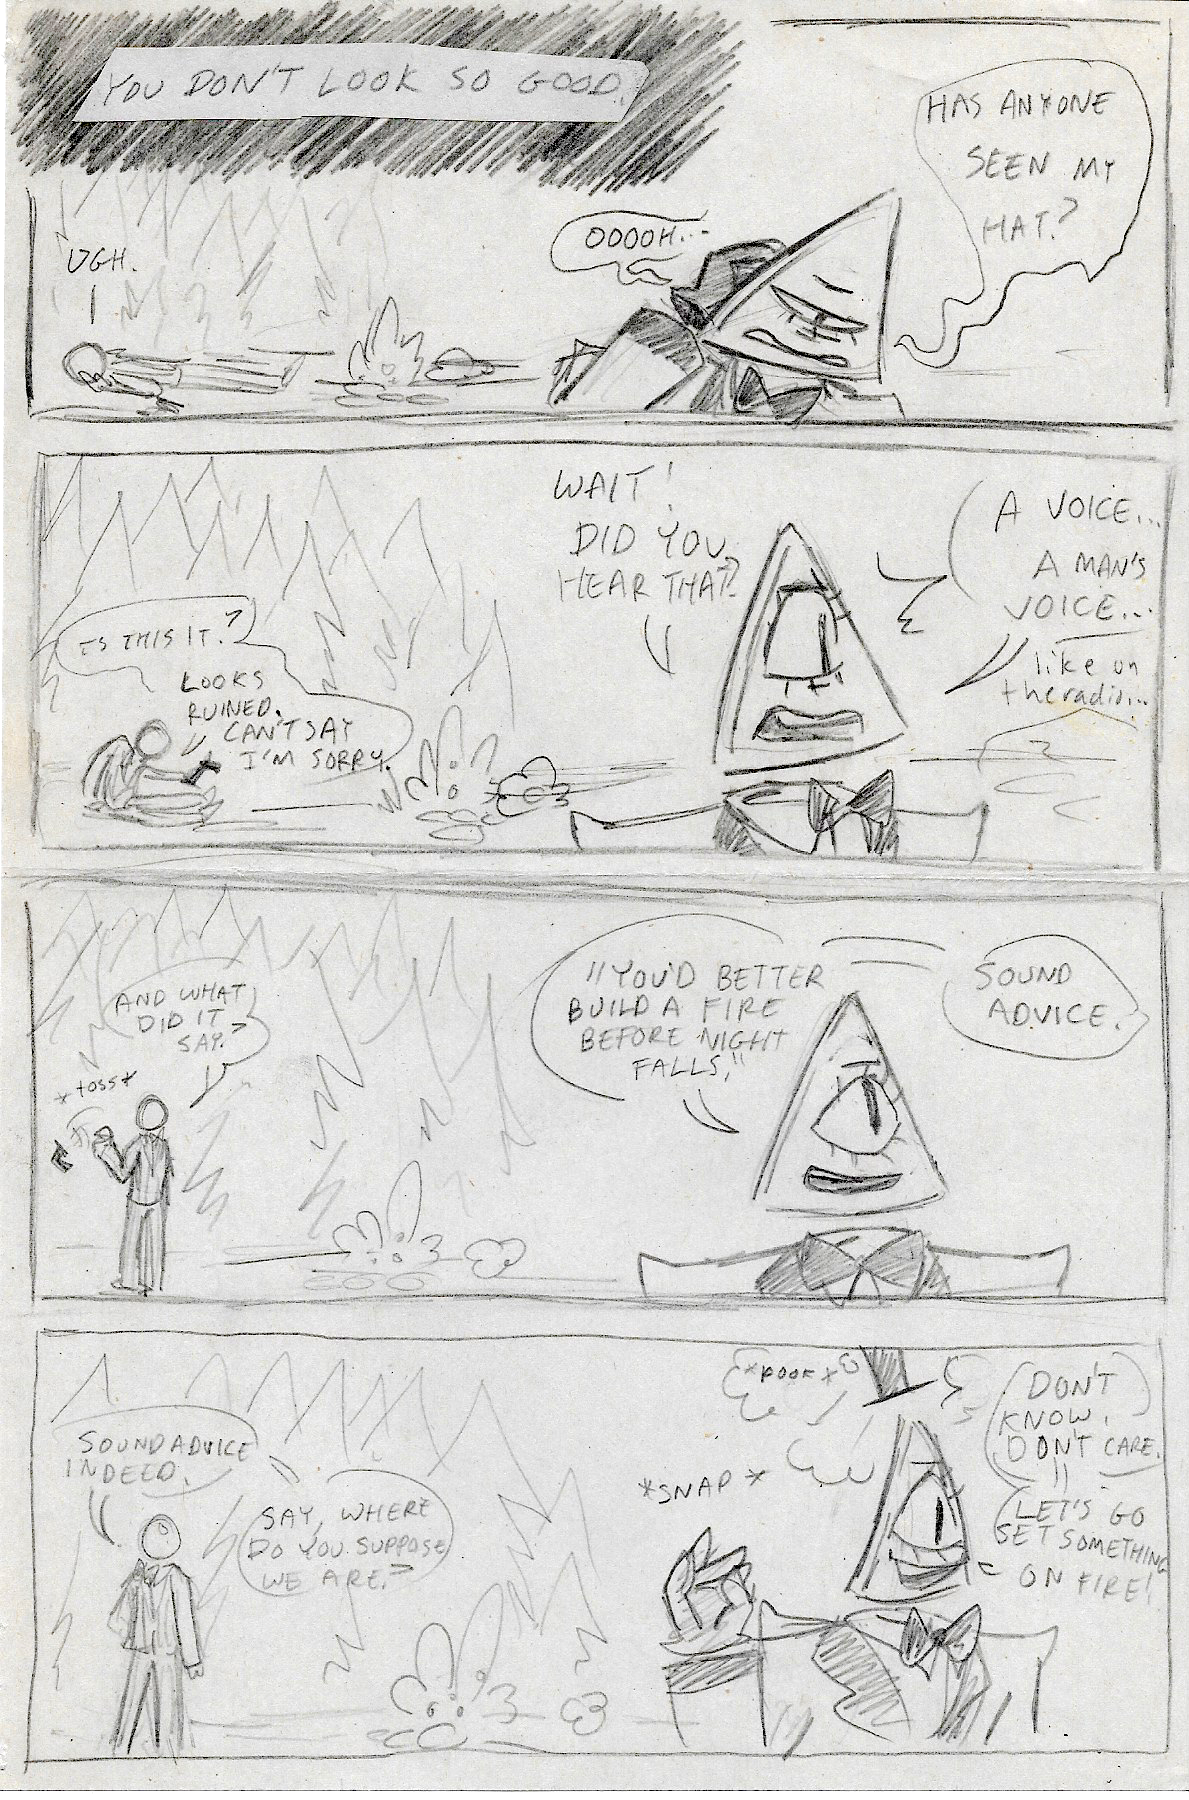 YOU DON'T LOOK SO GOOD.
UGH.
OOOOH...
HAS ANYONE
SEEN MY
HAT?
IS THIS IT?
LOOKS
RUINED.
CAN'T SAY
I'M SORRY.
WAIT!
DID YOU
HEAR THAT?
A VOICE...
A MAN'S
VOICE...
like on
the radio...
AND WHAT
DID IT
SAY?
*toss*
"YOU'D BETTER
BUILD A FIRE
BEFORE NIGHT
FALLS."
SOUND
ADVICE.
SOUND ADVICE
INDEED.
SAY, WHERE
DO YOU SUPPOSE
WE ARE?
*SNAP*
*POOF*
DON'T
KNOW,
DON'T CARE.
LET'S GO
SET SOMETHING
ON FIRE!